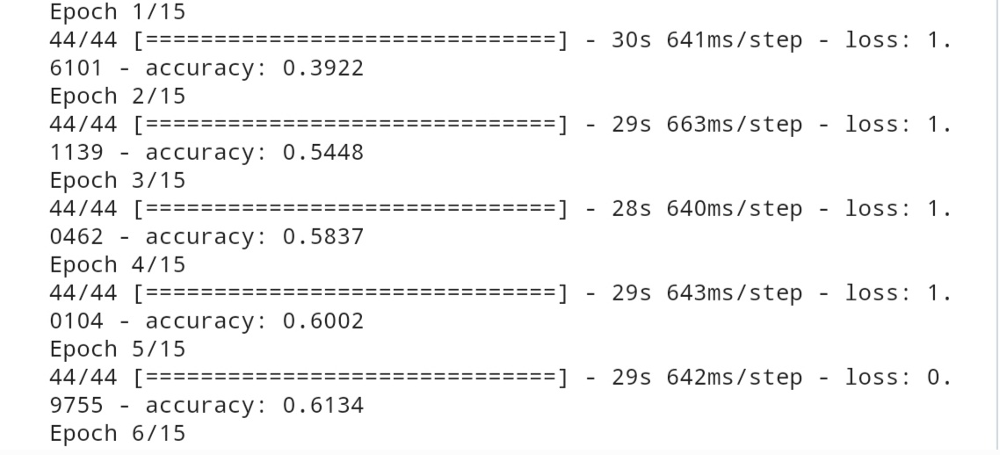 Epoch 1/15
44/44 [==============================] - 30s 641ms/step - loss: 1.
6101 - accuracy: 0.3922
Epoch 2/15
44/44 [==============================] - 29s 663ms/step - loss: 1.
1139 - accuracy: 0.5448
Epoch 3/15
44/44 [==============================] - 28s 640ms/step - loss: 1.
0462 - accuracy: 0.5837
Epoch 4/15
44/44 [==============================] - 29s 643ms/step - loss: 1.
0104 - accuracy: 0.6002
Epoch 5/15
44/44 [==============================] - 29s 642ms/step - loss: 0.
9755 - accuracy: 0.6134
Epoch 6/15